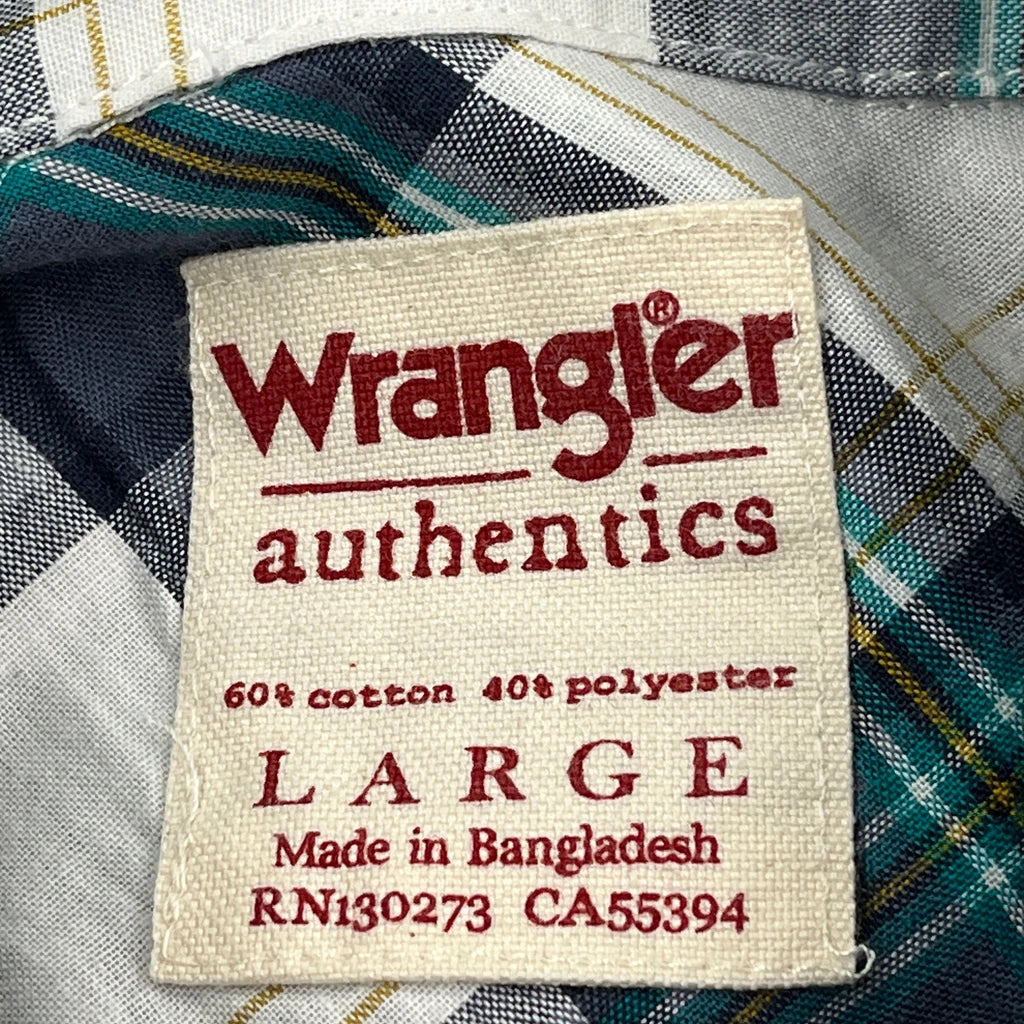 Wrangler®
authentics
60% cotton 40% polyester
LARGE
Made in Bangladesh
RN130273 CA55394